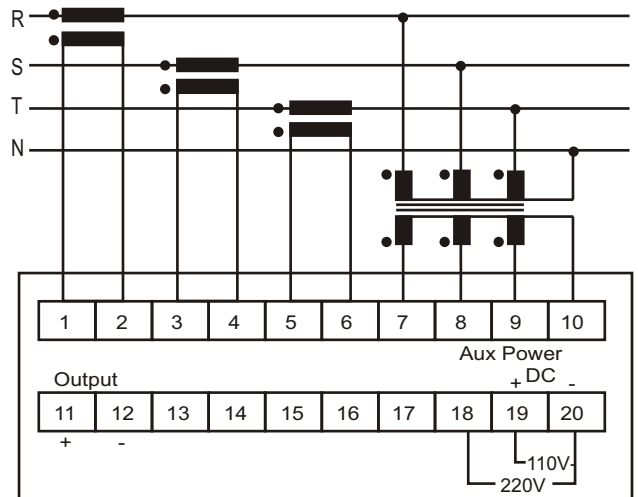 R
S
T
N
1 2 3 4 5 6 7 8 9 10
Aux Power
Output + DC -
11 12 13 14 15 16 17 18 19 20
+ -
110V
220V